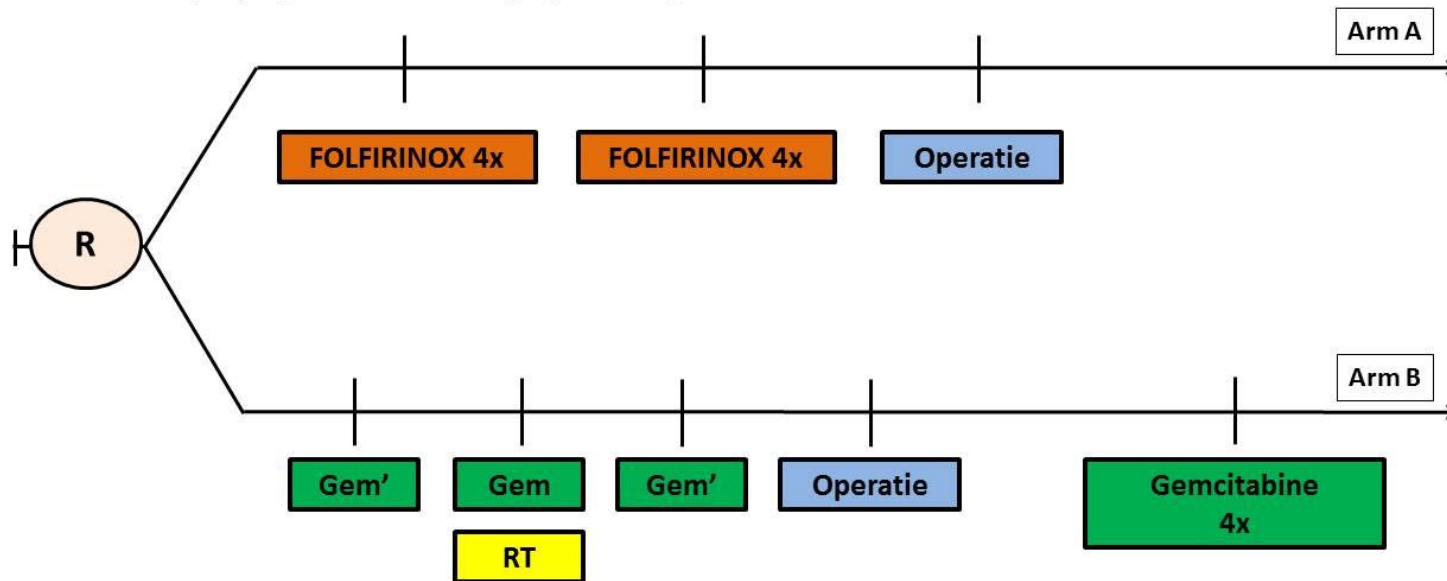 Arm A
FOLFIRINOX 4x
FOLFIRINOX 4x
Operatie
R
Arm B
Gem’
Gem
Gem’
Operatie
Gemcitabine
4x
RT